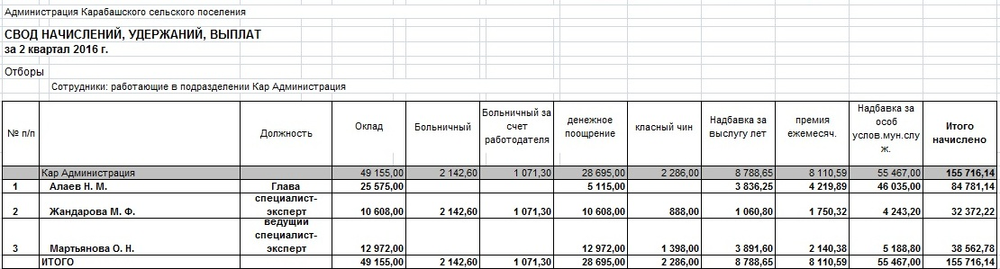 Администрация Карабашского сельского поселения
СВОД НАЧИСЛЕНИЙ, УДЕРЖАНИЙ, ВЫПЛАТ
за 2 квартал 2016 г.
Отборы
Сотрудники: работающие в подразделении Кар Администрация
№ п/п Должность Оклад Больничный Больничный за счет работодателя денежное поощрение класный чин Надбавка за выслугу лет премия ежемесяч. Надбавка за особ услов.мун.слу ж. Итого начислено
Кар Администрация 49 155,00 2 142,60 1 071,30 28 695,00 2 286,00 8 788,65 8 110,59 55 467,00 155 716,14
1 Алаев Н. М. Глава 25 575,00 5 115,00 3 836,25 4 219,89 46 035,00 84 781,14
2 Жандарова М. Ф. специалист-эксперт 10 608,00 2 142,60 1 071,30 10 608,00 888,00 1 060,80 1 750,32 4 243,20 32 372,22
3 Мартьянова О. Н. ведущий специалист-эксперт 12 972,00 12 972,00 1 398,00 3 891,60 2 140,38 5 188,80 38 562,78
ИТОГО 49 155,00 2 142,60 1 071,30 28 695,00 2 286,00 8 788,65 8 110,59 55 467,00 155 716,14